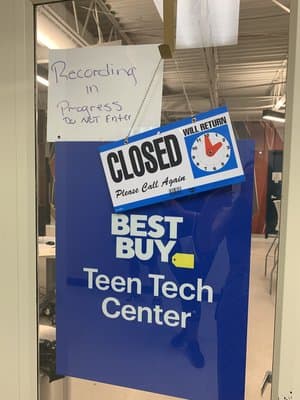 Recording
in
Progress
Do NOT Enter
CLOSED
WILL RETURN
Please Call Again
BEST
BUY
Teen Tech
Center